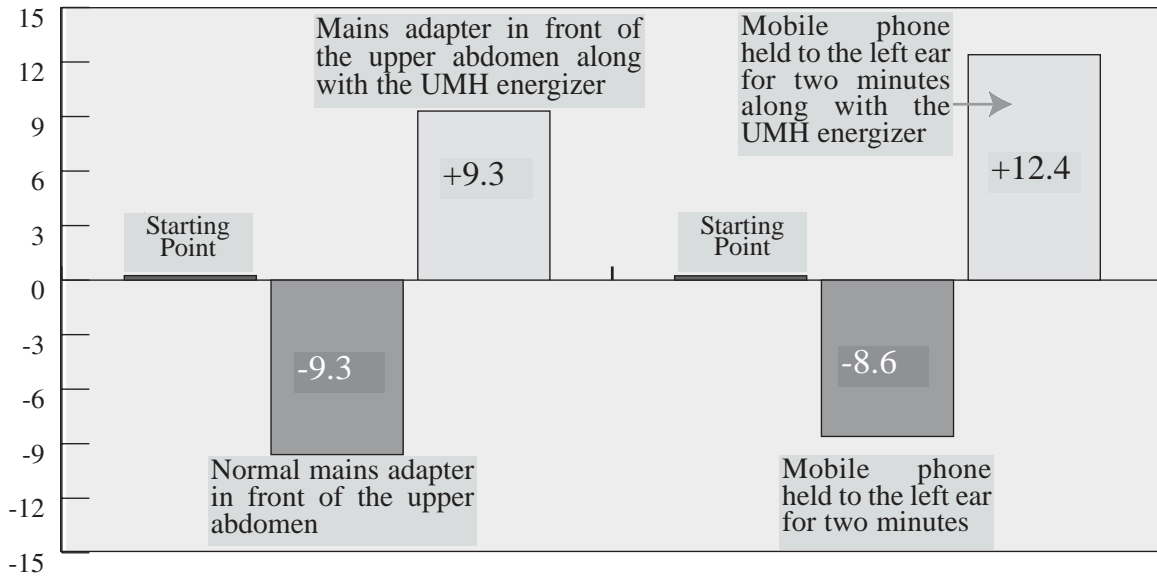 15
12
9
6
3
0
-3
-6
-9
-12
-15
Mains adapter in front of
the upper abdomen along
with the UMH energizer
+9.3
Starting
Point
-9.3
Normal mains adapter
in front of the upper
abdomen
Mobile phone
held to the left ear
for two minutes
along with the
UMH energizer
+12.4
Starting
Point
-8.6
Mobile phone
held to the left ear
for two minutes